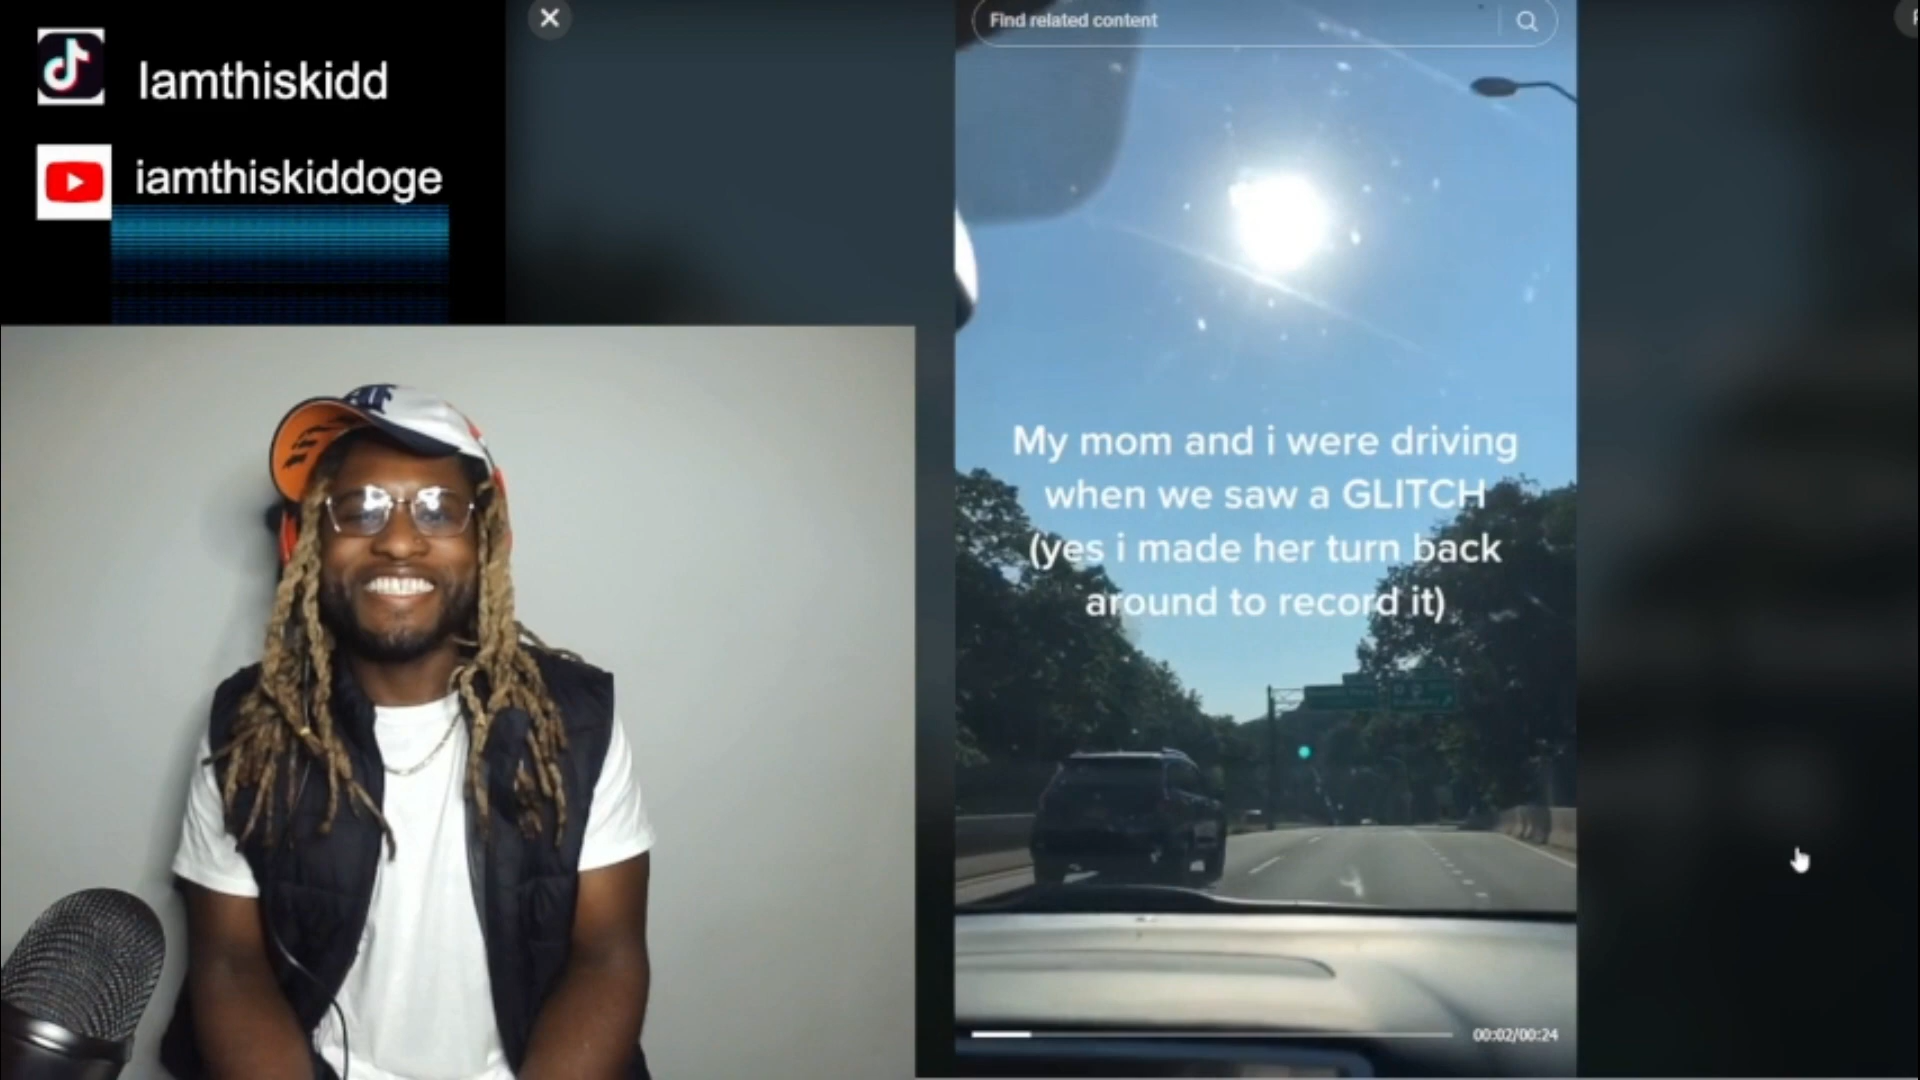 Iamthiskidd
iamthiskiddoge
Find related content
My mom and i were driving
when we saw a GLITCH
(yes i made her turn back
around to record it)
00:02/00:24